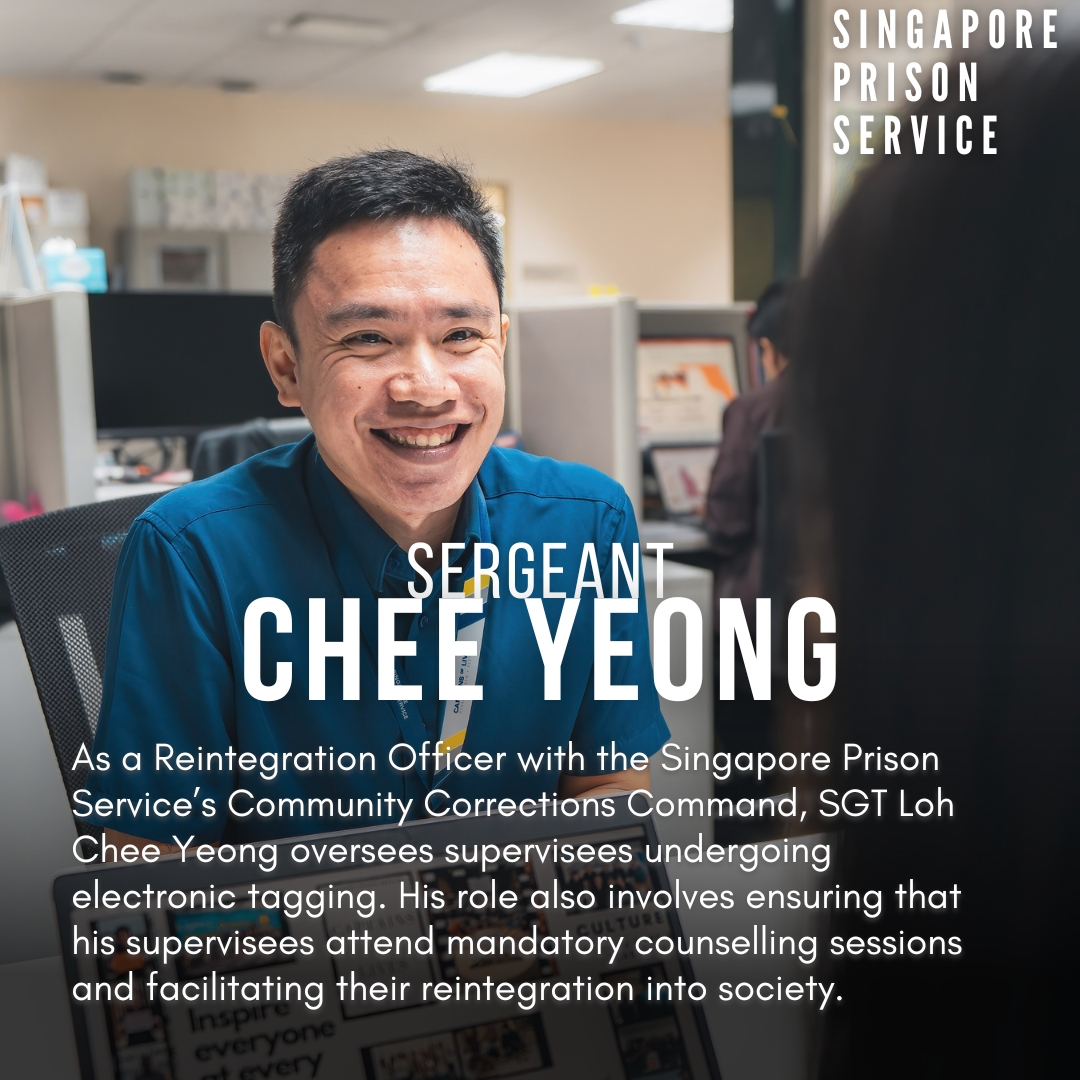 SINGAPORE
PRISON
SERVICE
SERGEANT
CHEE YEONG
As a Reintegration Officer with the Singapore Prison
Service’s Community Corrections Command, SGT Loh
Chee Yeong oversees supervisees undergoing
electronic tagging. His role also involves ensuring that
his supervisees attend mandatory counselling sessions
and facilitating their reintegration into society.
CULTURE
Inspire
everyone
at every